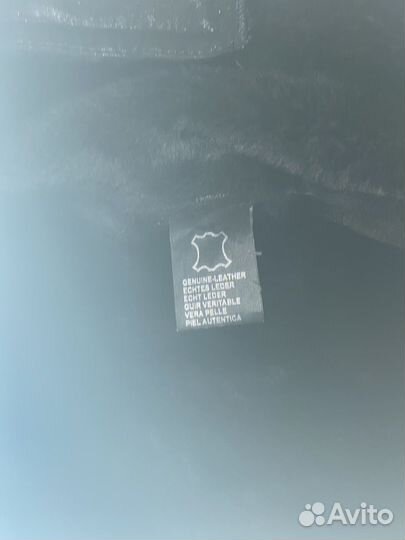 GENUINE-LEATHER
ECHTES LEDER
ECHT LEDER
CUIR VERITABLE
VERA PELLE
PIEL AUTENTICA
Avito